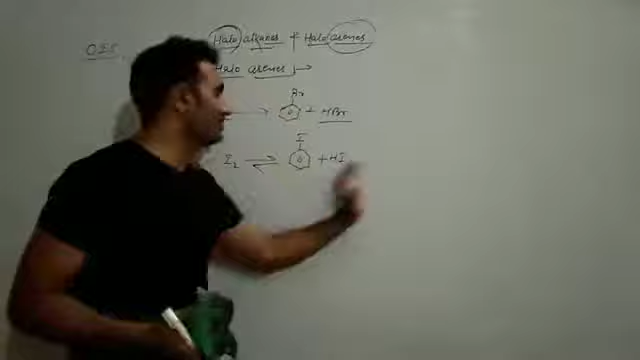 Halo alkanes & Halo arenes
Halo arenes →
→ Br + HBr
I2 ⇌ I + HI